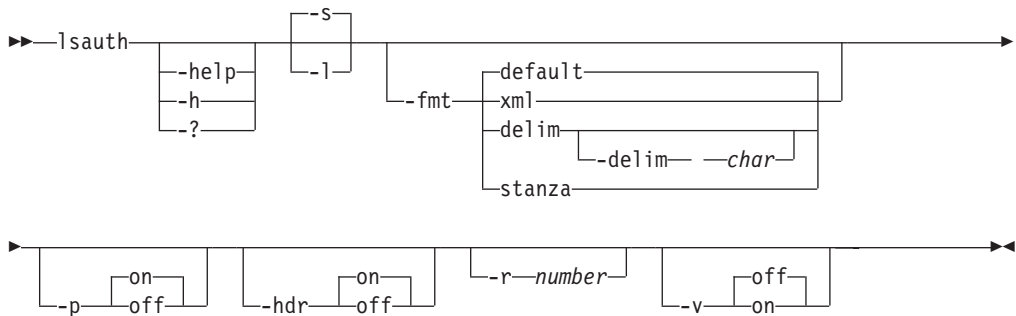 -s
lsauth
-help
-h
-?
-l
-fmt
default
xml
delim
-delim char
stanza
-p
on
off
-hdr
on
off
-r number
-v
off
on